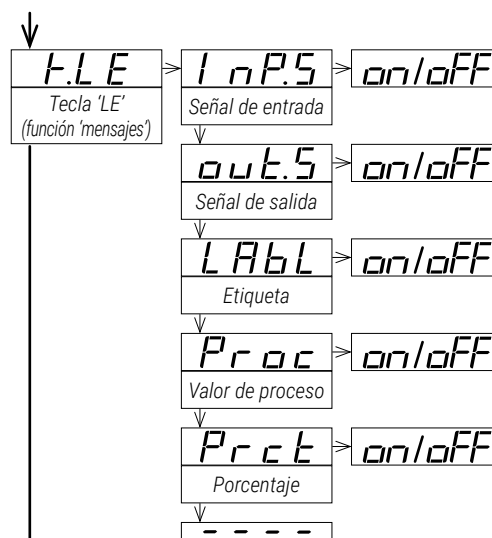 K.LE InP.S on/oFF
Tecla 'LE'
(función 'mensajes')
Señal de entrada
out.S on/oFF
Señal de salida
LAbL on/oFF
Etiqueta
Proc on/oFF
Valor de proceso
Prct on/oFF
Porcentaje
----